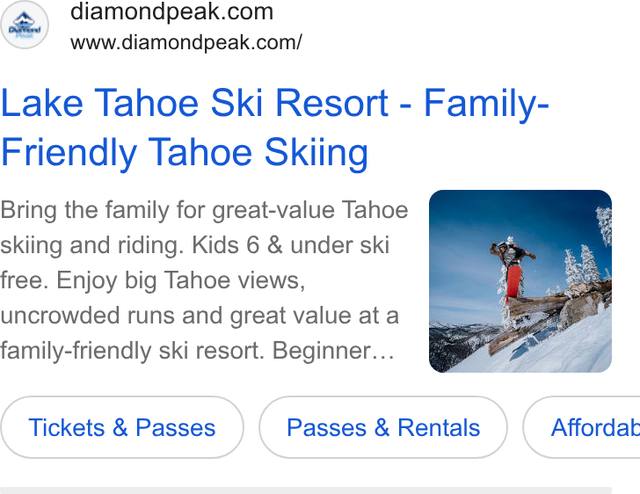 diamondpeak.com
www.diamondpeak.com/
Lake Tahoe Ski Resort - Family-
Friendly Tahoe Skiing
Bring the family for great-value Tahoe
skiing and riding. Kids 6 & under ski
free. Enjoy big Tahoe views,
uncrowded runs and great value at a
family-friendly ski resort. Beginner…
Tickets & Passes
Passes & Rentals
Affordab